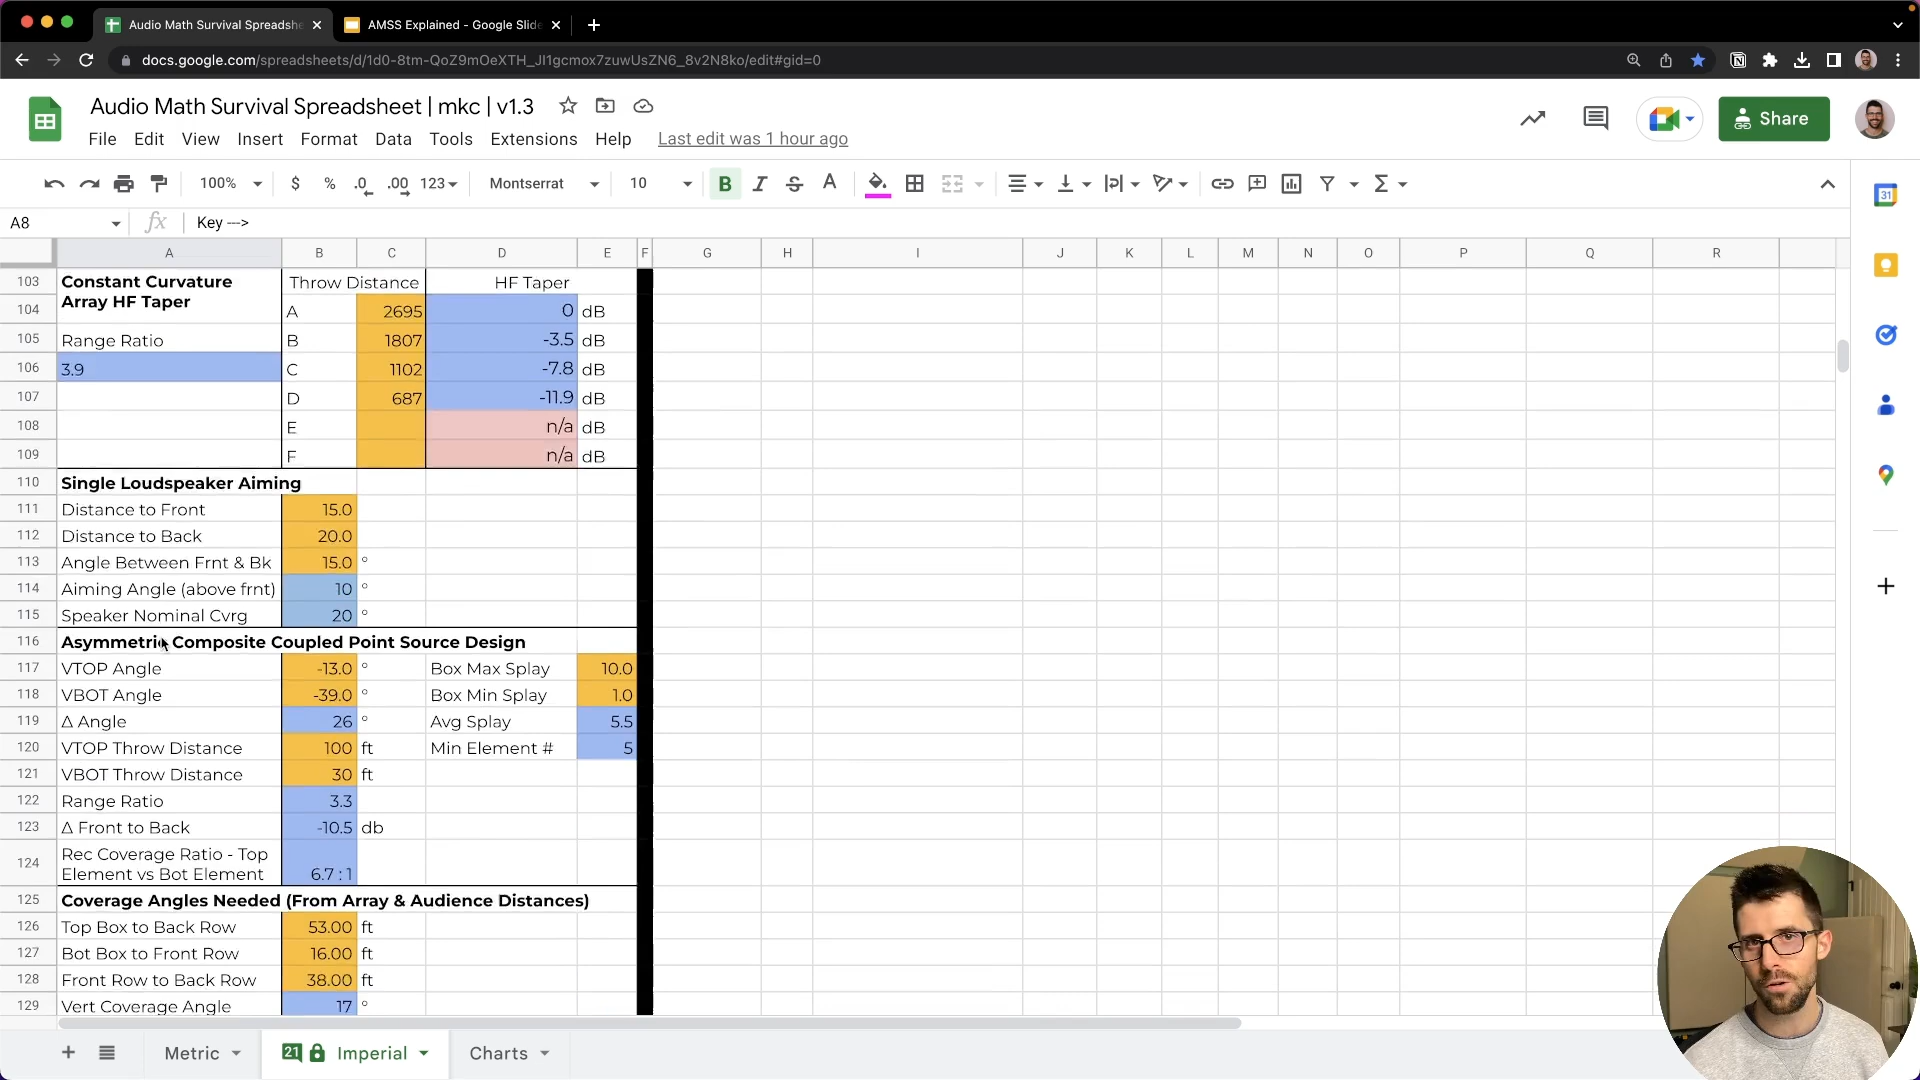 Audio Math Survival Spreadshe
AMSS Explained - Google Slide
docs.google.com/spreadsheets/d/1d0-8tm-QoZ9mOeXTH_JI1gcmox7zuwUsZN6_8v2N8ko/edit#gid=0
Audio Math Survival Spreadsheet | mkc | v1.3
Share
File Edit View Insert Format Data Tools Extensions Help Last edit was 1 hour ago
100% $ % .0 .00 123 Montserrat 10 B I S A
31
A8 fx Key --->
A B C D E F G H I J K L M N O P Q R
103 Constant Curvature Throw Distance HF Taper
Array HF Taper
104 A 2695 0 dB
105 Range Ratio B 1807 -3.5 dB
106 3.9 C 1102 -7.8 dB
107 D 687 -11.9 dB
108 E n/a dB
109 F n/a dB
110 Single Loudspeaker Aiming
111 Distance to Front 15.0
112 Distance to Back 20.0
113 Angle Between Frnt & Bk 15.0 °
114 Aiming Angle (above frnt) 10 °
115 Speaker Nominal Cvrg 20 °
116 Asymmetric Composite Coupled Point Source Design
117 VTOP Angle -13.0 ° Box Max Splay 10.0
118 VBOT Angle -39.0 ° Box Min Splay 1.0
119 Δ Angle 26 ° Avg Splay 5.5
120 VTOP Throw Distance 100 ft Min Element # 5
121 VBOT Throw Distance 30 ft
122 Range Ratio 3.3
123 Δ Front to Back -10.5 db
124 Rec Coverage Ratio - Top
Element vs Bot Element 6.7 : 1
125 Coverage Angles Needed (From Array & Audience Distances)
126 Top Box to Back Row 53.00 ft
127 Bot Box to Front Row 16.00 ft
128 Front Row to Back Row 38.00 ft
129 Vert Coverage Angle 17 °
Metric 21 Imperial Charts